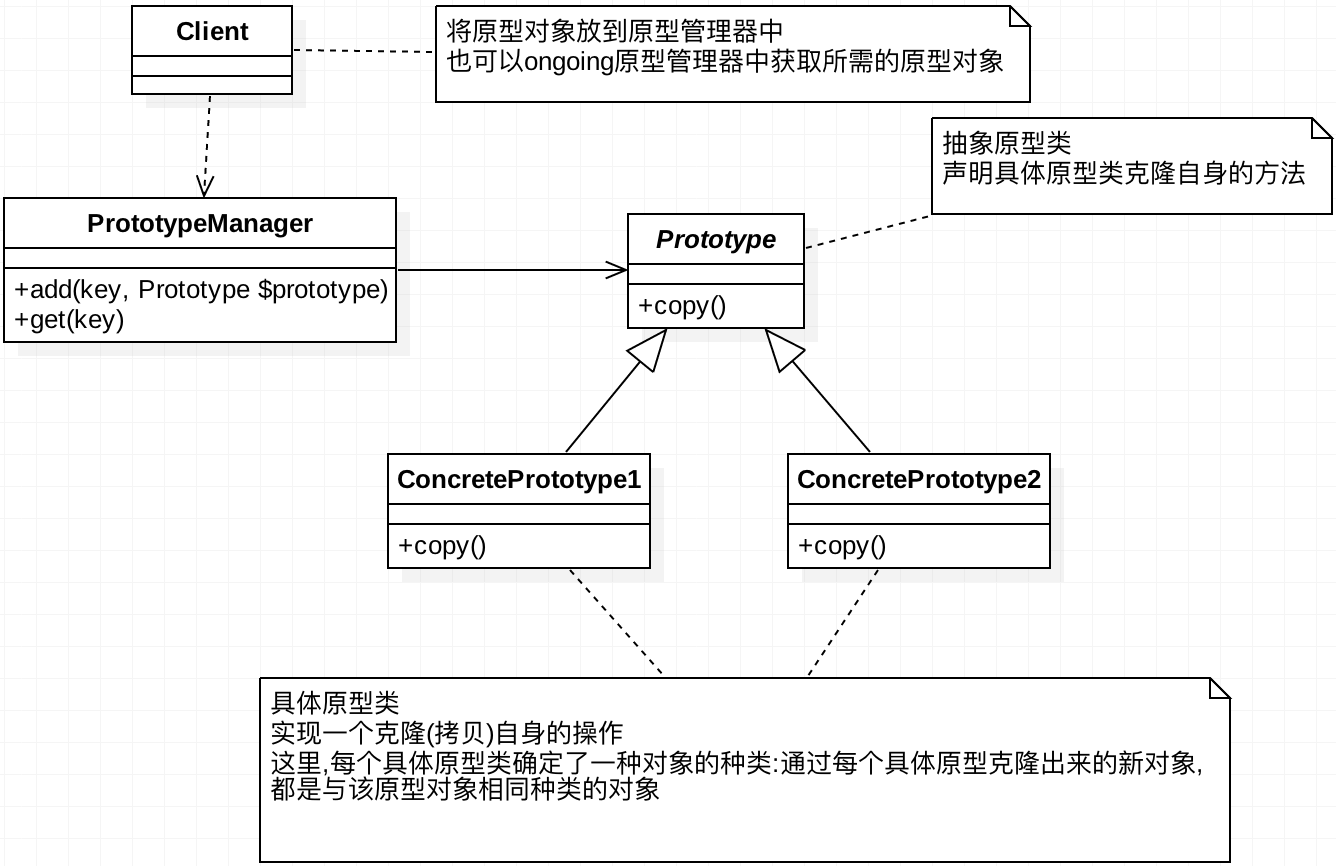 Client
将原型对象放到原型管理器中
也可以ongoing原型管理器中获取所需的原型对象
抽象原型类
声明具体原型类克隆自身的方法
PrototypeManager
+add(key, Prototype $prototype)
+get(key)
Prototype
+copy()
ConcretePrototype1
+copy()
ConcretePrototype2
+copy()
具体原型类
实现一个克隆(拷贝)自身的操作
这里,每个具体原型类确定了一种对象的种类:通过每个具体原型克隆出来的新对象,
都是与该原型对象相同种类的对象